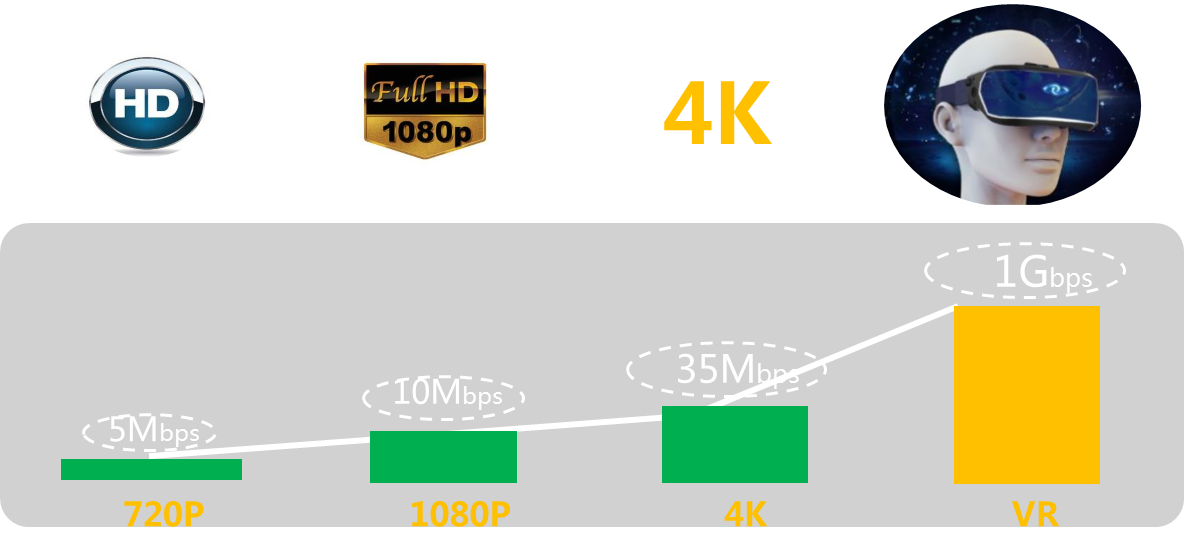 HD
Full HD
1080p
4K
1Gbps
35Mbps
10Mbps
5Mbps
720P
1080P
4K
VR